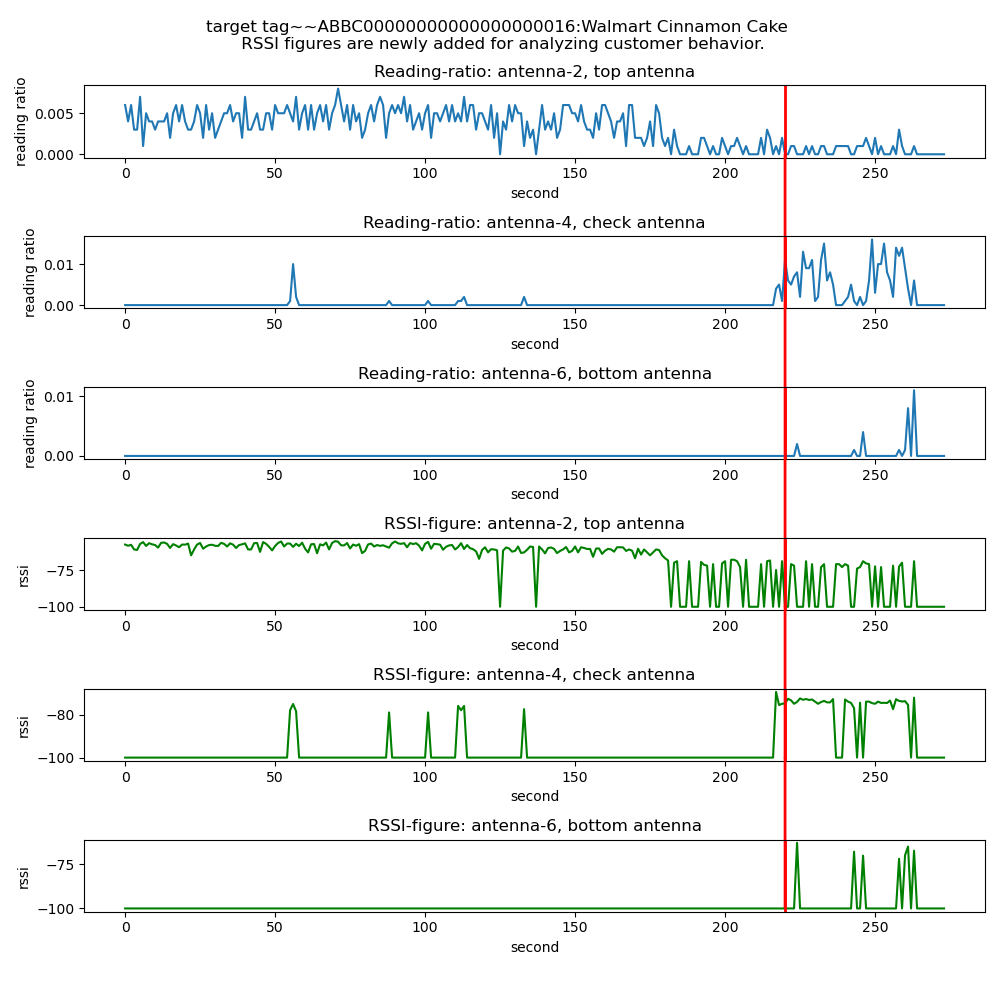 target tag~~ABBC00000000000000000016:Walmart Cinnamon Cake
RSSI figures are newly added for analyzing customer behavior.
Reading-ratio: antenna-2, top antenna
reading ratio
0.005
0.000
0 50 100 150 200 250
second
Reading-ratio: antenna-4, check antenna
reading ratio
0.01
0.00
0 50 100 150 200 250
second
Reading-ratio: antenna-6, bottom antenna
reading ratio
0.01
0.00
0 50 100 150 200 250
second
RSSI-figure: antenna-2, top antenna
rssi
−75
−100
0 50 100 150 200 250
second
RSSI-figure: antenna-4, check antenna
rssi
−80
−100
0 50 100 150 200 250
second
RSSI-figure: antenna-6, bottom antenna
rssi
−75
−100
0 50 100 150 200 250
second